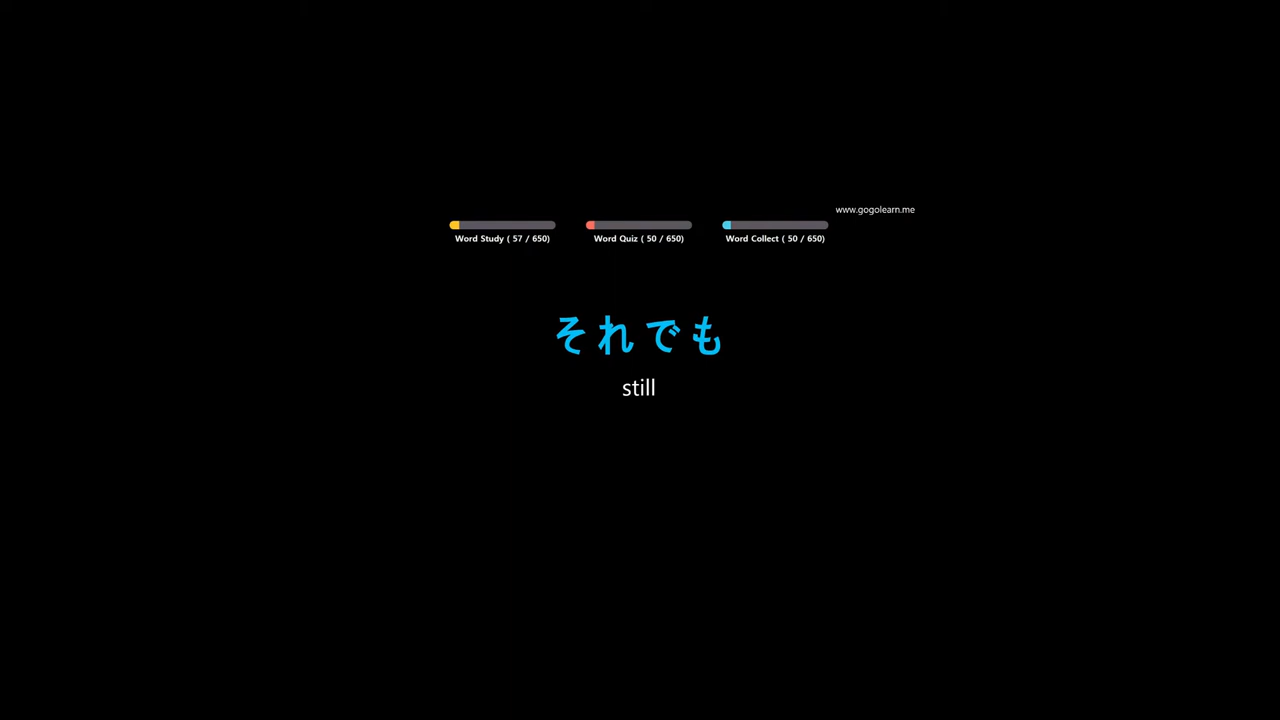 www.gogolearn.me
Word Study ( 57 / 650) Word Quiz ( 50 / 650) Word Collect ( 50 / 650)
それでも
still